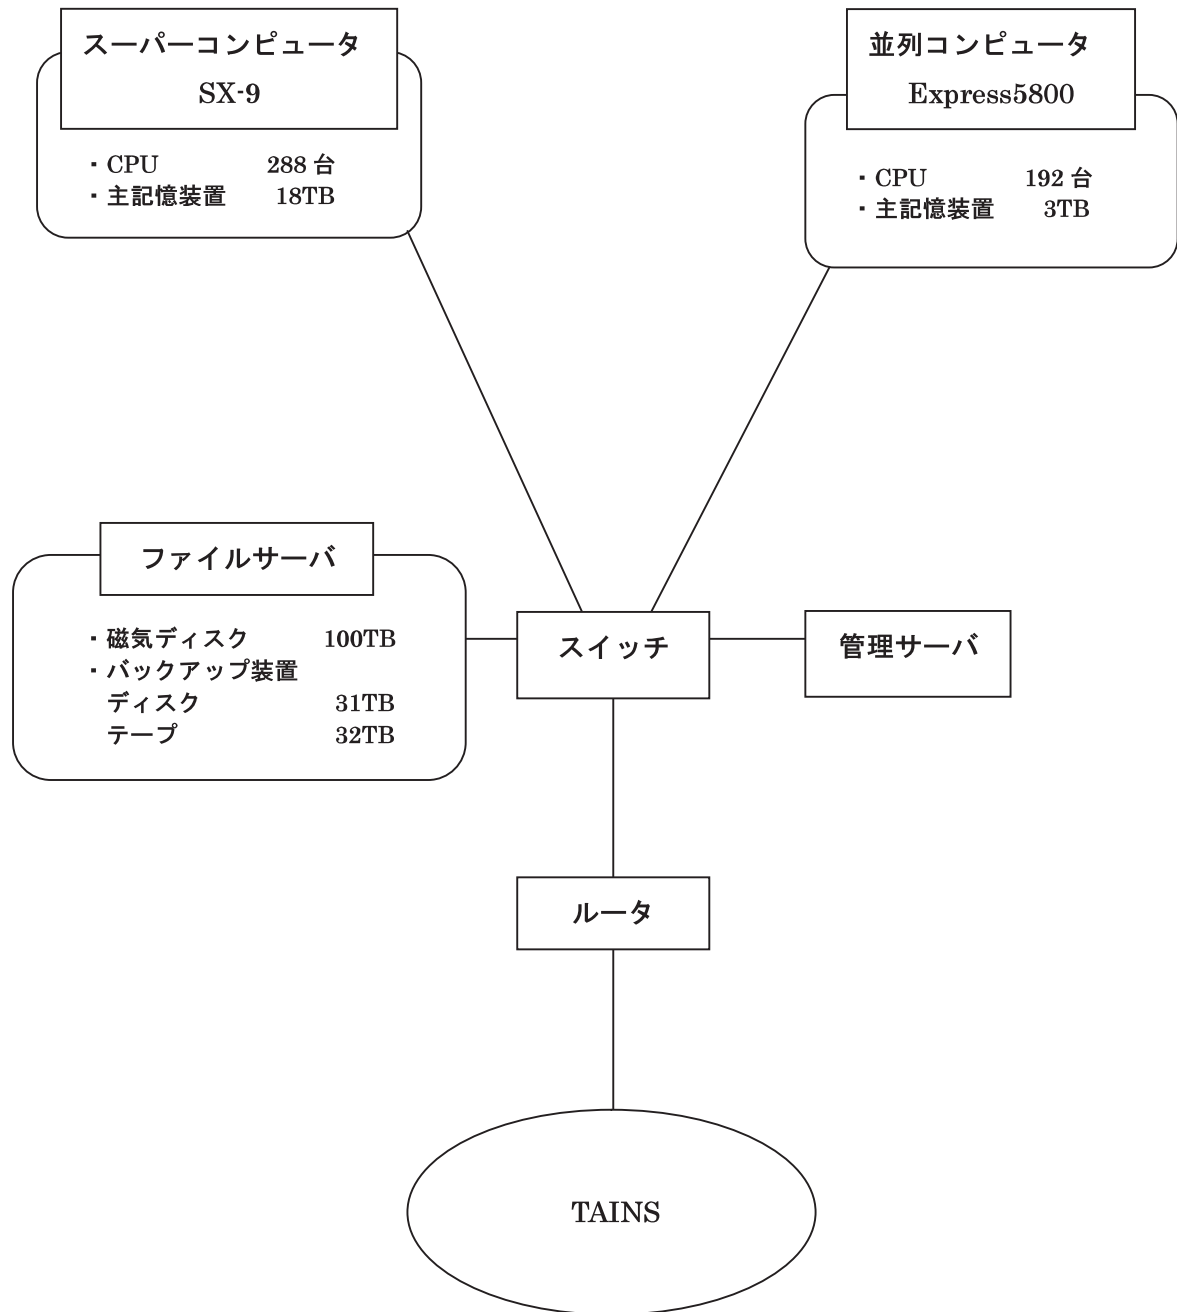 スーパーコンピュータ
SX-9
・CPU 288 台
・主記憶装置 18TB
並列コンピュータ
Express5800
・CPU 192 台
・主記憶装置 3TB
ファイルサーバ
・磁気ディスク 100TB
・バックアップ装置
ディスク 31TB
テープ 32TB
スイッチ
管理サーバ
ルータ
TAINS